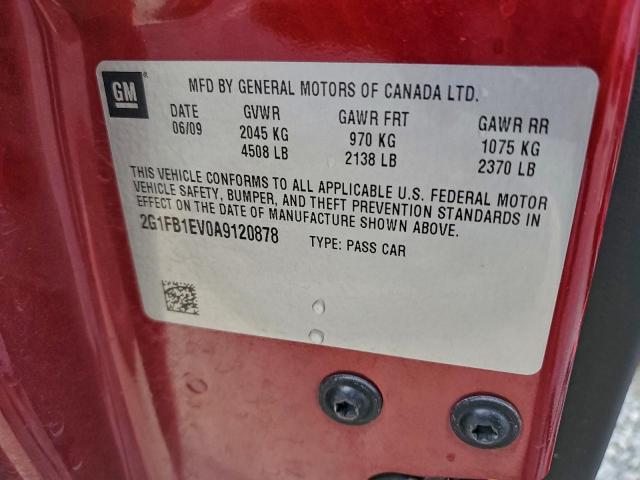 GM
MFD BY GENERAL MOTORS OF CANADA LTD.
DATE GVWR GAWR FRT GAWR RR
06/09 2045 KG 970 KG 1075 KG
4508 LB 2138 LB 2370 LB
THIS VEHICLE CONFORMS TO ALL APPLICABLE U.S. FEDERAL MOTOR
VEHICLE SAFETY, BUMPER, AND THEFT PREVENTION STANDARDS IN
EFFECT ON THE DATE OF MANUFACTURE SHOWN ABOVE.
2G1FB1EV0A9120878 TYPE: PASS CAR